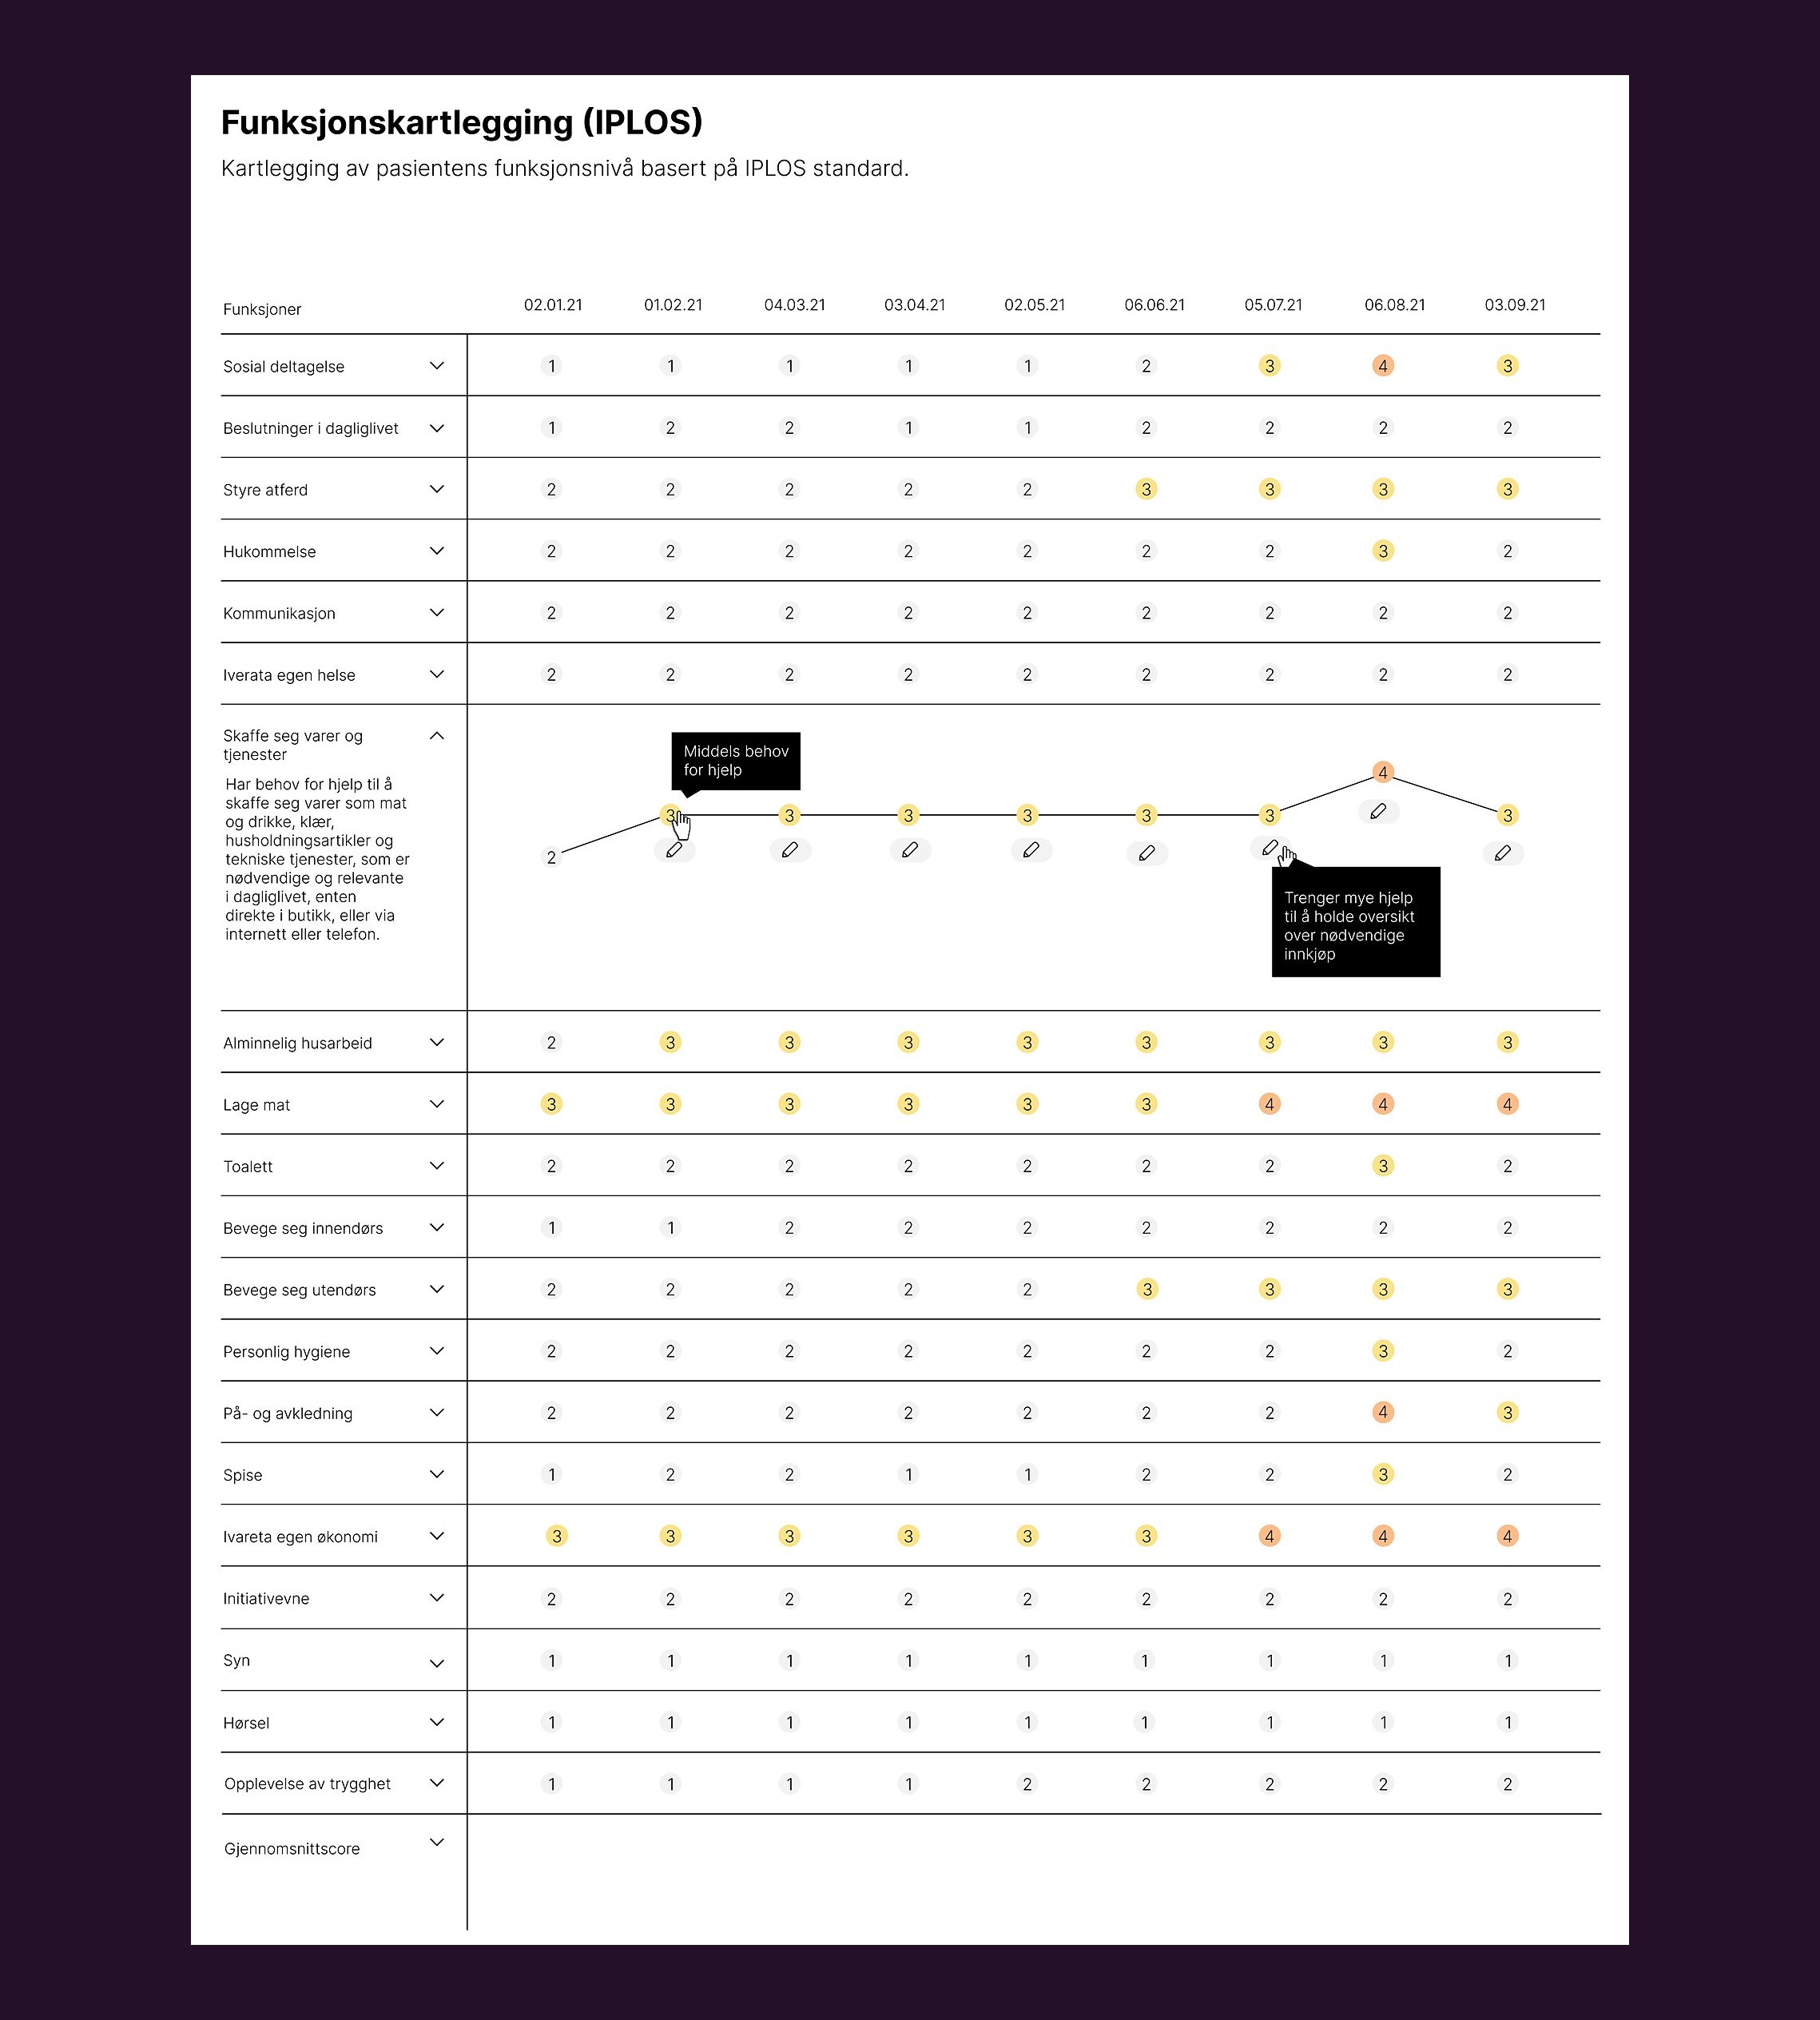 Funksjonskartlegging (IPLOS)
Kartlegging av pasientens funksjonsnivå basert på IPLOS standard.
Funksjoner 02.01.21 01.02.21 04.03.21 03.04.21 02.05.21 06.06.21 05.07.21 06.08.21 03.09.21
Sosial deltagelse 1 1 1 1 1 2 3 4 3
Beslutninger i dagliglivet 1 2 2 1 1 2 2 2 2
Styre atferd 2 2 2 2 2 3 3 3 3
Hukommelse 2 2 2 2 2 2 2 3 2
Kommunikasjon 2 2 2 2 2 2 2 2 2
Iverata egen helse 2 2 2 2 2 2 2 2 2
Skaffe seg varer og
tjenester
Har behov for hjelp til å
skaffe seg varer som mat
og drikke, klær,
husholdningsartikler og
tekniske tjenester, som er
nødvendige og relevante
i dagliglivet, enten
direkte i butikk, eller via
internett eller telefon.
Middels behov
for hjelp
2 3 3 3 3 3 3 4 3
Trenger mye hjelp
til å holde oversikt
over nødvendige
innkjøp
Alminnelig husarbeid 2 3 3 3 3 3 3 3 3
Lage mat 3 3 3 3 3 3 4 4 4
Toalett 2 2 2 2 2 2 2 3 2
Bevege seg innendørs 1 1 2 2 2 2 2 2 2
Bevege seg utendørs 2 2 2 2 2 3 3 3 3
Personlig hygiene 2 2 2 2 2 2 2 3 2
På- og avkledning 2 2 2 2 2 2 2 4 3
Spise 1 2 2 1 1 2 2 3 2
Ivareta egen økonomi 3 3 3 3 3 3 4 4 4
Initiativevne 2 2 2 2 2 2 2 2 2
Syn 1 1 1 1 1 1 1 1 1
Hørsel 1 1 1 1 1 1 1 1 1
Opplevelse av trygghet 1 1 1 1 2 2 2 2 2
Gjennomsnittscore